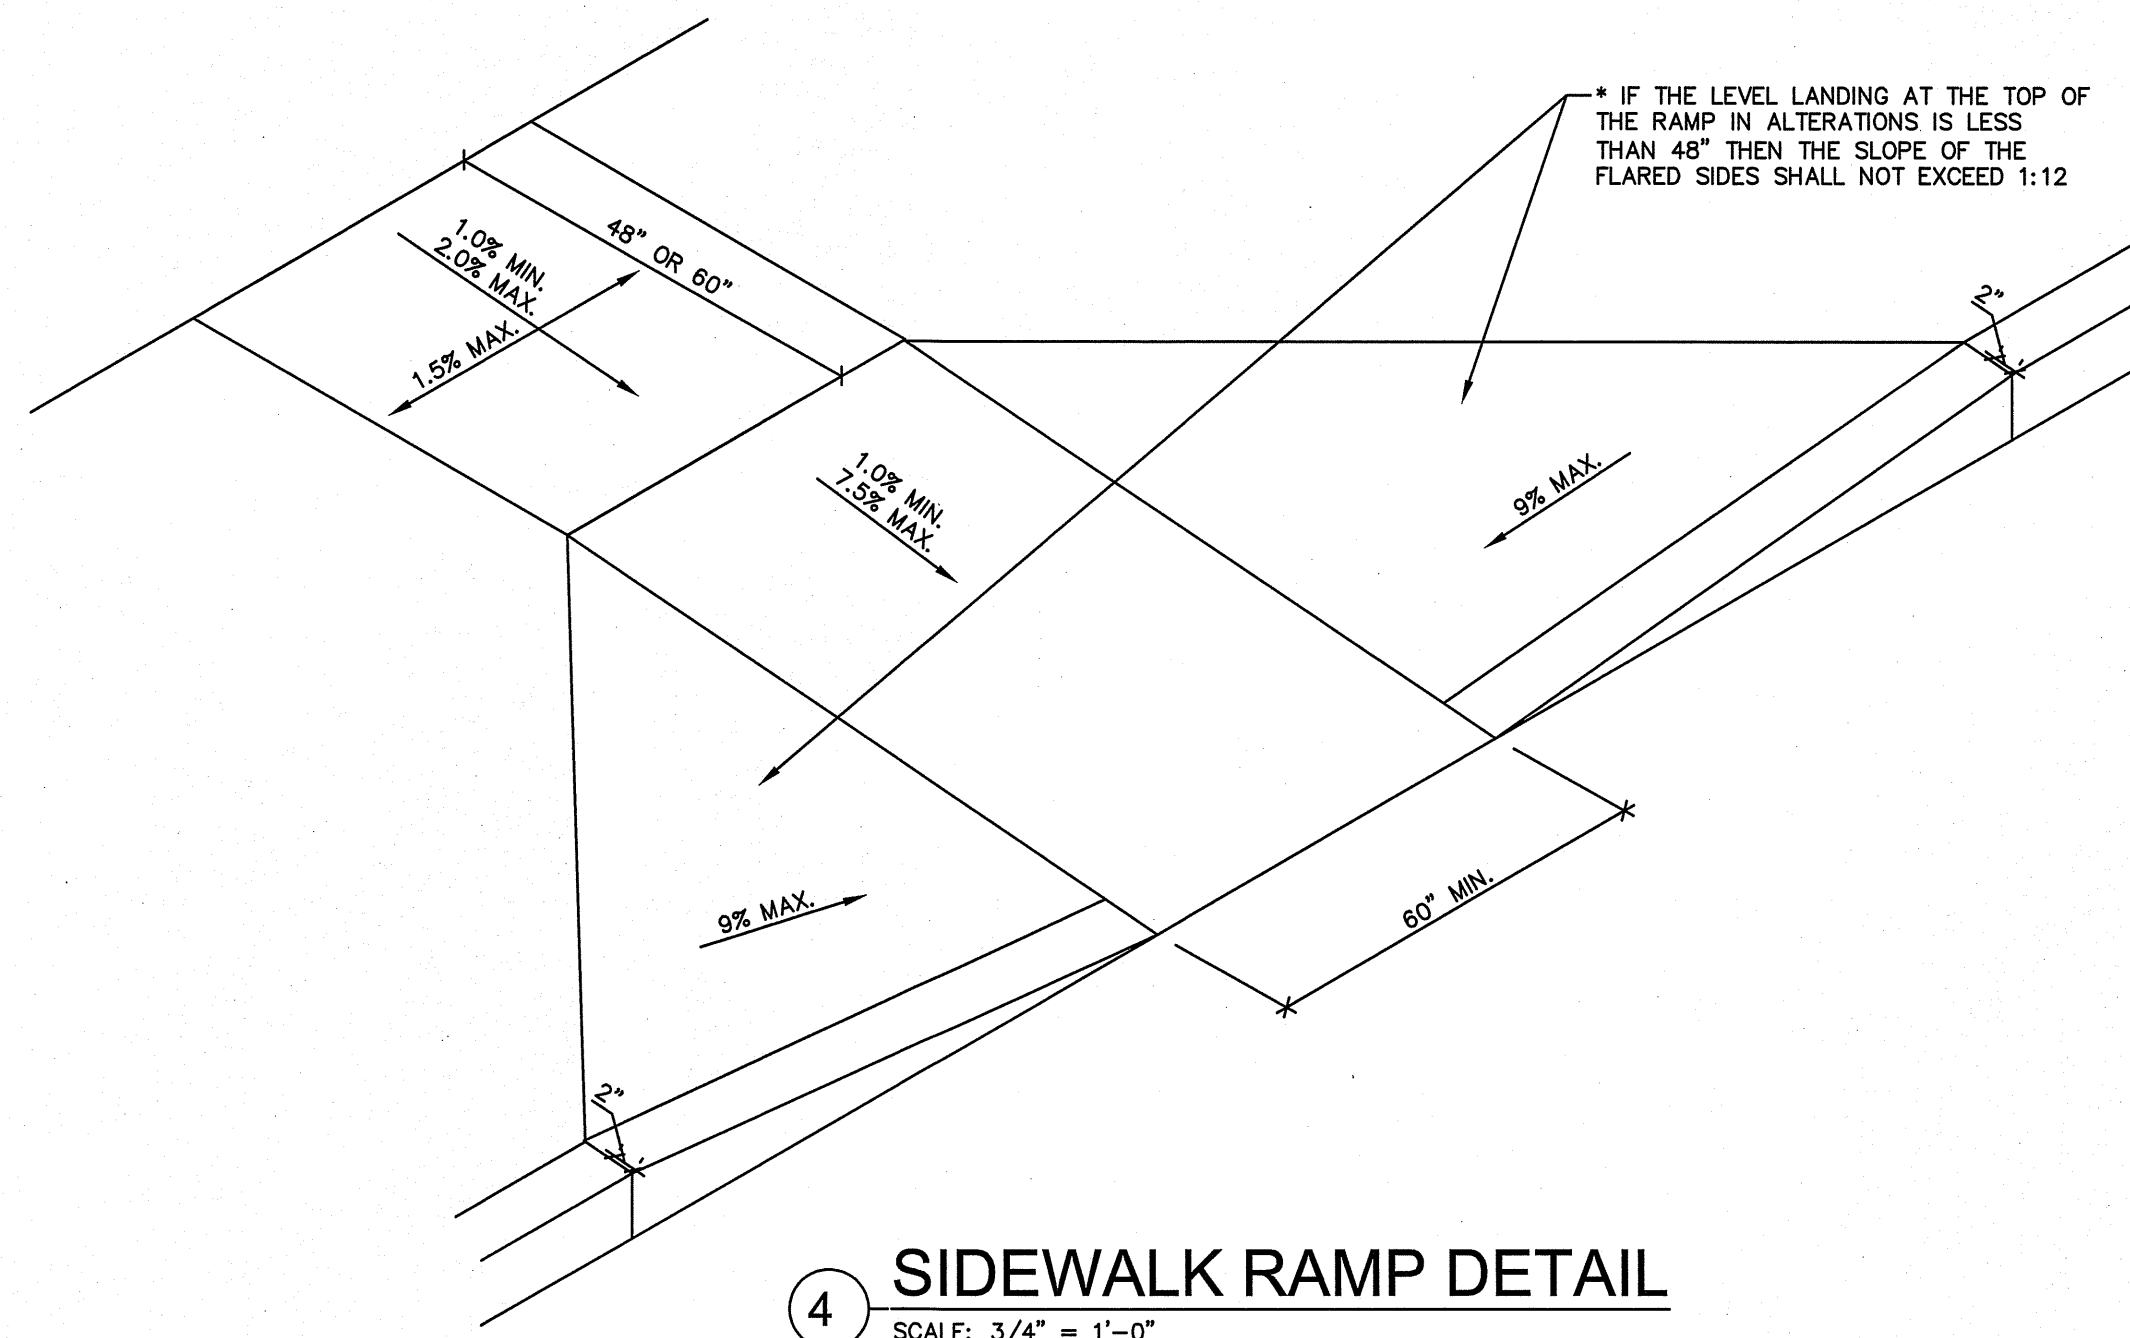 * IF THE LEVEL LANDING AT THE TOP OF
THE RAMP IN ALTERATIONS IS LESS
THAN 48" THEN THE SLOPE OF THE
FLARED SIDES SHALL NOT EXCEED 1:12
1.0% MIN.
2.0% MAX.
48" OR 60"
1.5% MAX.
2"
1.0% MIN.
7.5% MAX.
9% MAX.
9% MAX.
60" MIN.
2"
4
SIDEWALK RAMP DETAIL
SCALE: 3/4" = 1'-0"